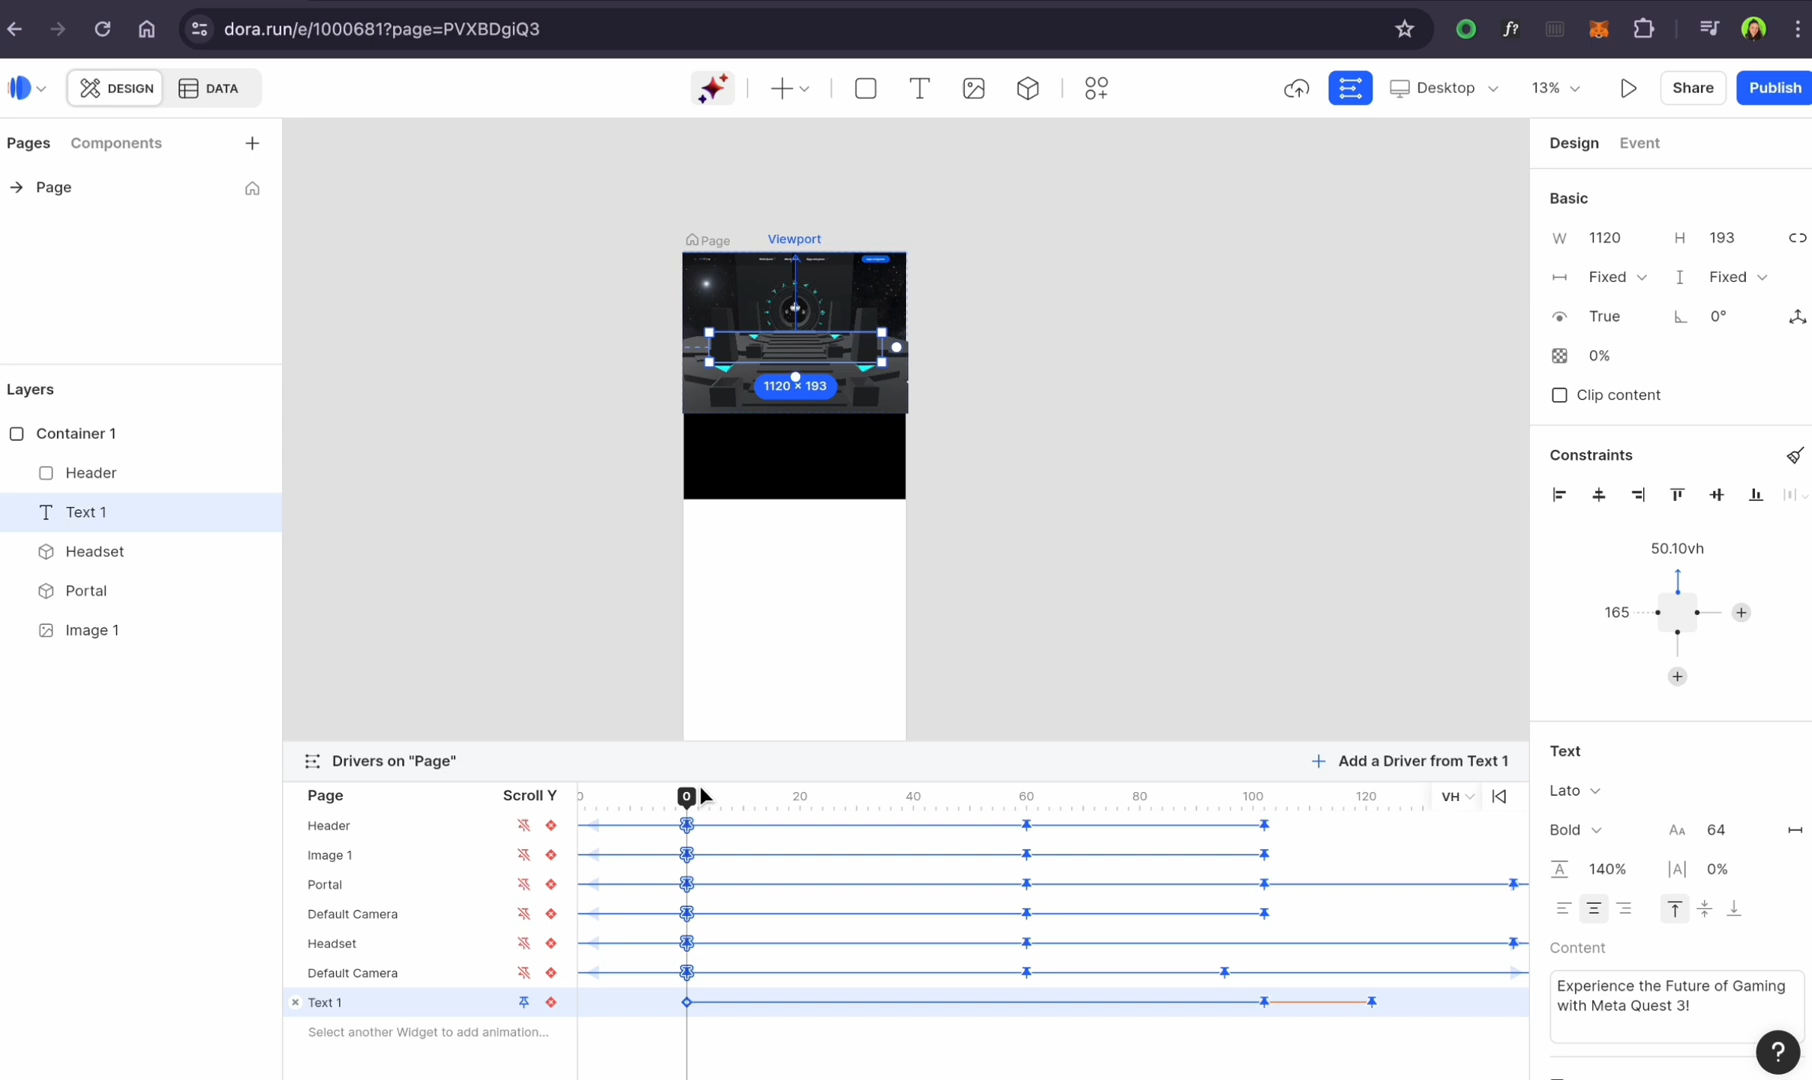 dora.run/e/1000681?page=PVXBDgiQ3
f?
DESIGN
DATA
Desktop
13%
Share
Publish
Pages
Components
Page
Layers
Container 1
Header
Text 1
Headset
Portal
Image 1
Page
Viewport
1120 × 193
Design
Event
Basic
W 1120
H 193
Fixed
Fixed
True
0°
0%
Clip content
Constraints
50.10vh
165
Text
Lato
Bold
64
140%
0%
Content
Experience the Future of Gaming
with Meta Quest 3!
?
Drivers on "Page"
Add a Driver from Text 1
Page
Scroll Y
0
0
20
40
60
80
100
120
VH
Header
Image 1
Portal
Default Camera
Headset
Default Camera
Text 1
Select another Widget to add animation...